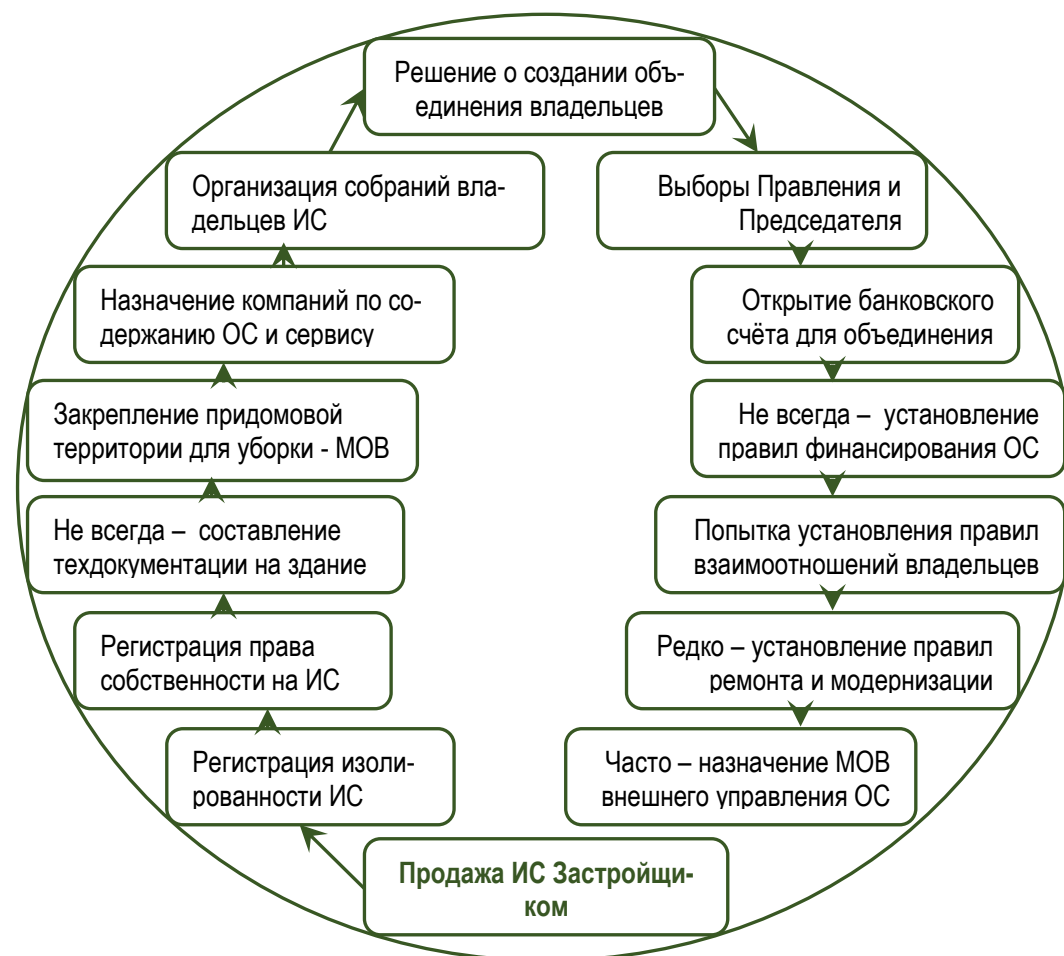 Решение о создании объ-
единения владельцев
Организация собраний вла-
дельцев ИС
Выборы Правления и
Председателя
Назначение компаний по со-
держанию ОС и сервису
Открытие банковского
счёта для объединения
Закрепление придомовой
территории для уборки - МОВ
Не всегда – установление
правил финансирования ОС
Не всегда – составление
техдокументации на здание
Попытка установления правил
взаимоотношений владельцев
Регистрация права
собственности на ИС
Редко – установление правил
ремонта и модернизации
Регистрация изоли-
рованности ИС
Часто – назначение МОВ
внешнего управления ОС
Продажа ИС Застройщи-
ком